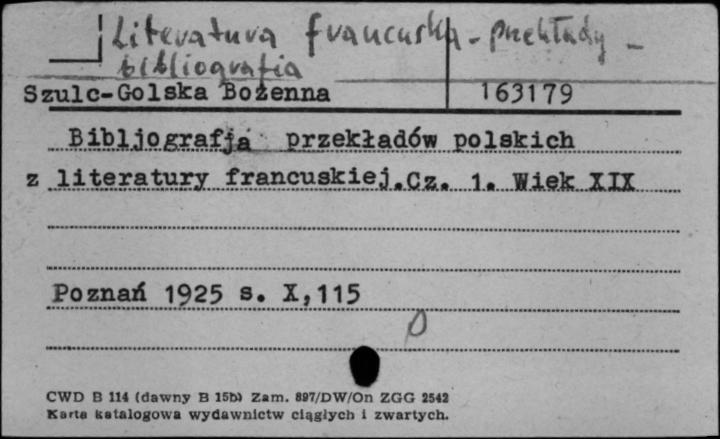 Literatura francuska - przekłady -
bibliografia
Szulc-Golska Bożenna 163179
Bibljografja przekładów polskich
z literatury francuskiej.Cz. 1. Wiek XIX
Poznań 1925 s. X,115
CWD B 114 (dawny B 15b) Zam. 897/DW/On ZGG 2542
Karta katalogowa wydawnictw ciągłych i zwartych.